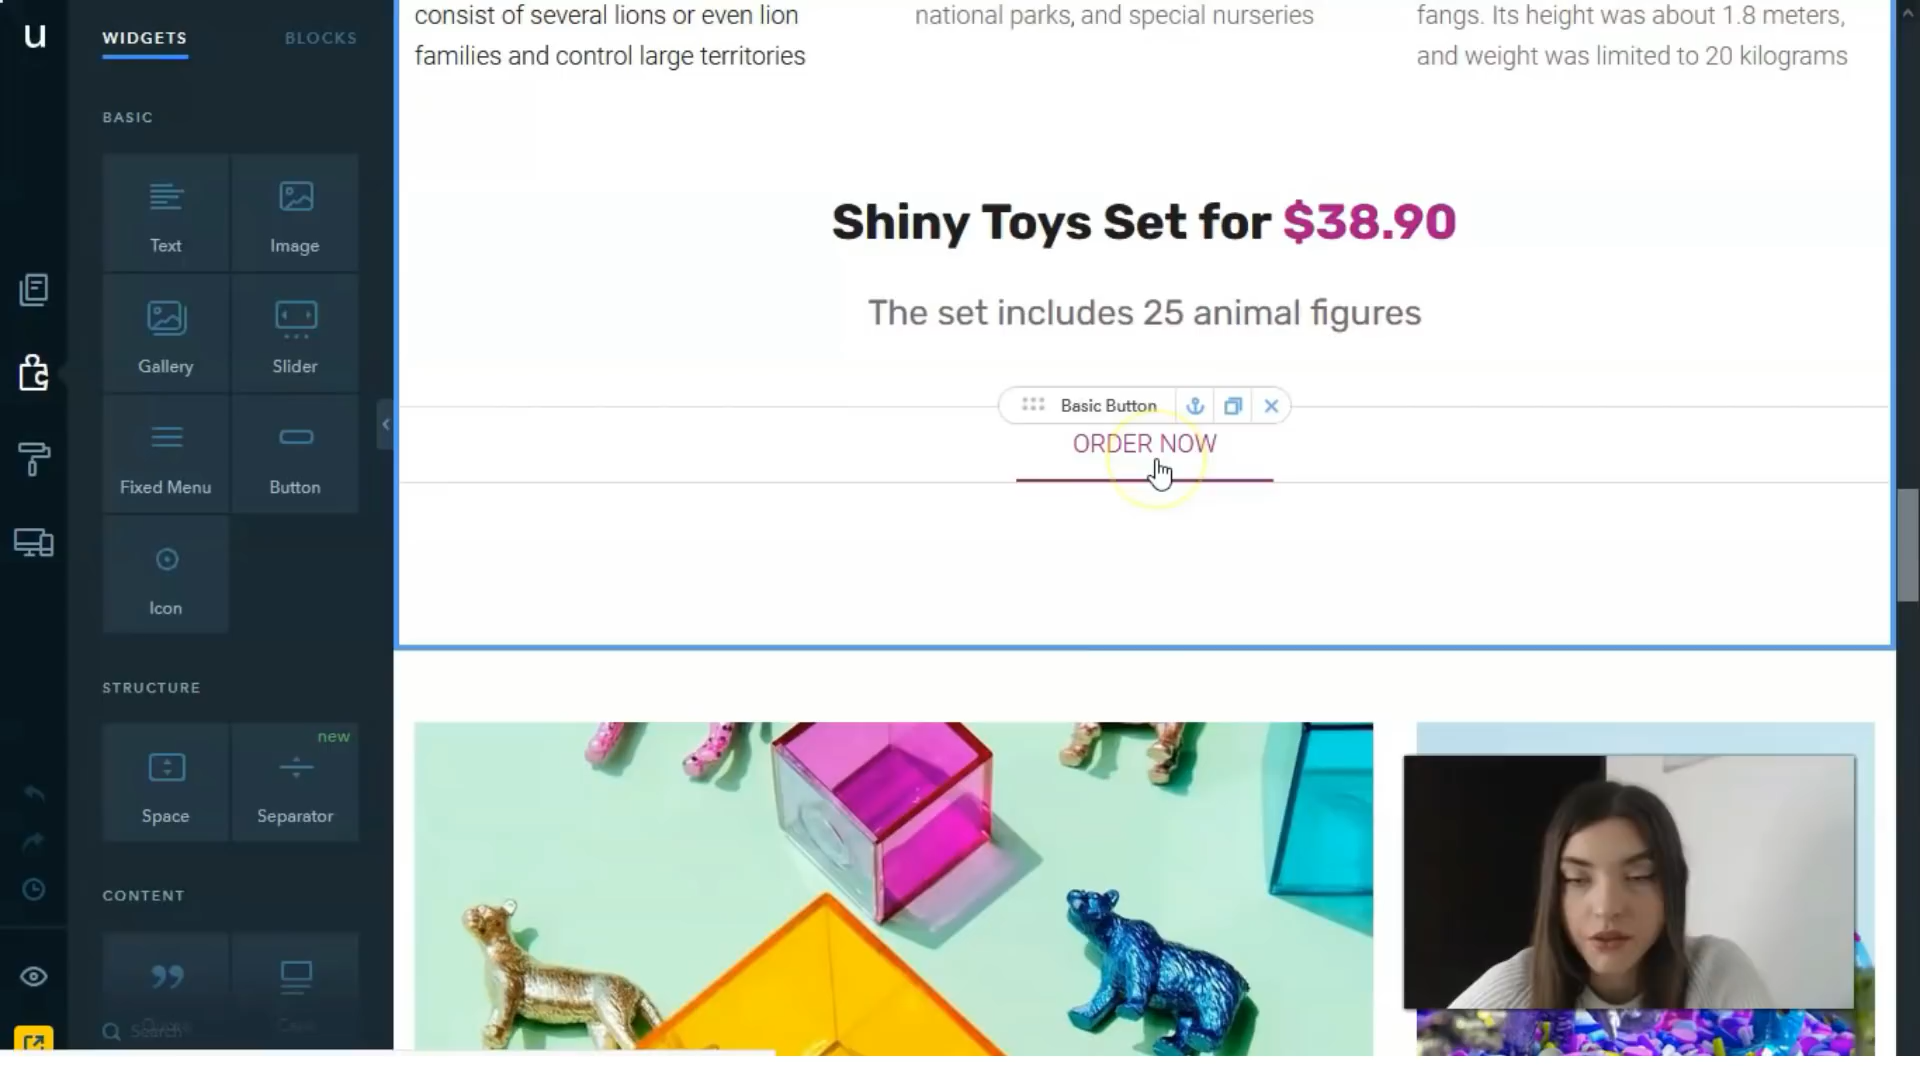 u
WIDGETS
BLOCKS
BASIC
Text
Image
Gallery
Slider
Fixed Menu
Button
Icon
STRUCTURE
new
Space
Separator
CONTENT
Search
consist of several lions or even lion
families and control large territories
national parks, and special nurseries
fangs. Its height was about 1.8 meters,
and weight was limited to 20 kilograms
Shiny Toys Set for $38.90
The set includes 25 animal figures
Basic Button
ORDER NOW